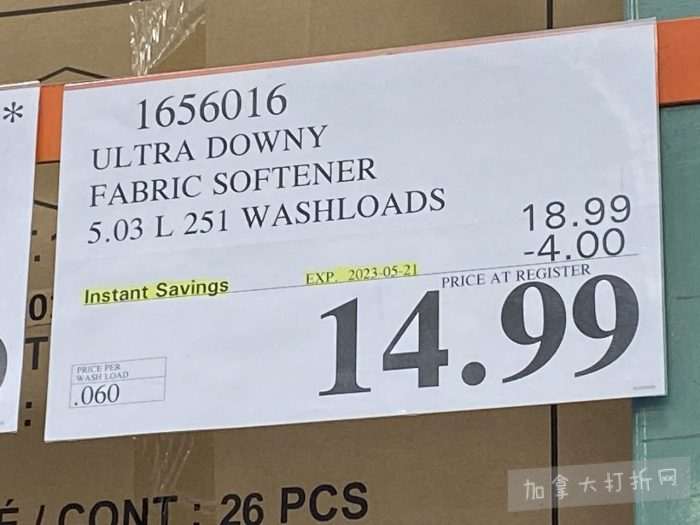 *
1656016
ULTRA DOWNY
FABRIC SOFTENER
5.03 L 251 WASHLOADS
18.99
-4.00
Instant Savings
EXP. 2023-05-21
PRICE AT REGISTER
14.99
PRICE PER
WASH LOAD
.060
/ CONT : 26 PCS
加拿大打折网